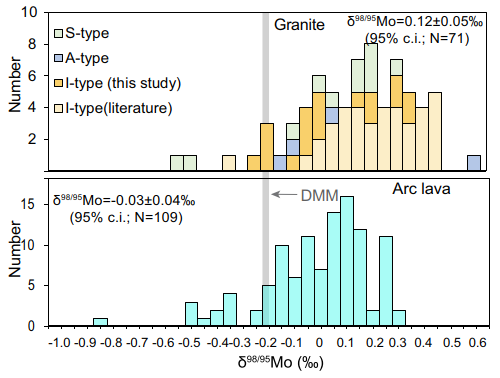 10
8
6
4
2
Number
Granite
δ98/95Mo=0.12±0.05‰
(95% c.i.; N=71)
S-type
A-type
I-type (this study)
I-type(literature)
15
10
5
0
Number
δ98/95Mo=-0.03±0.04‰
(95% c.i.; N=109)
DMM
Arc lava
-1.0 -0.9 -0.8 -0.7 -0.6 -0.5 -0.4 -0.3 -0.2 -0.1 0 0.1 0.2 0.3 0.4 0.5 0.6
δ98/95Mo (‰)